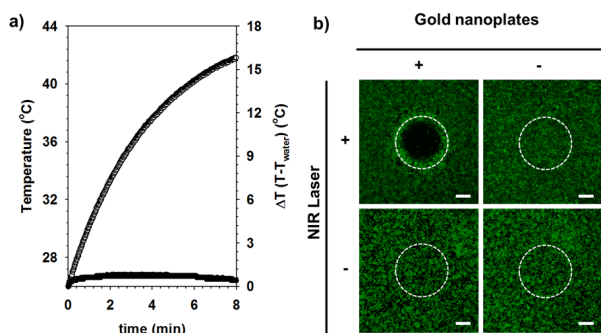 a)
44
40
36
32
28
Temperature (°C)
18
15
12
9
6
3
0
ΔT (T-Twater) (°C)
0 2 4 6 8
time (min)
b)
Gold nanoplates
+ -
NIR Laser
+
-